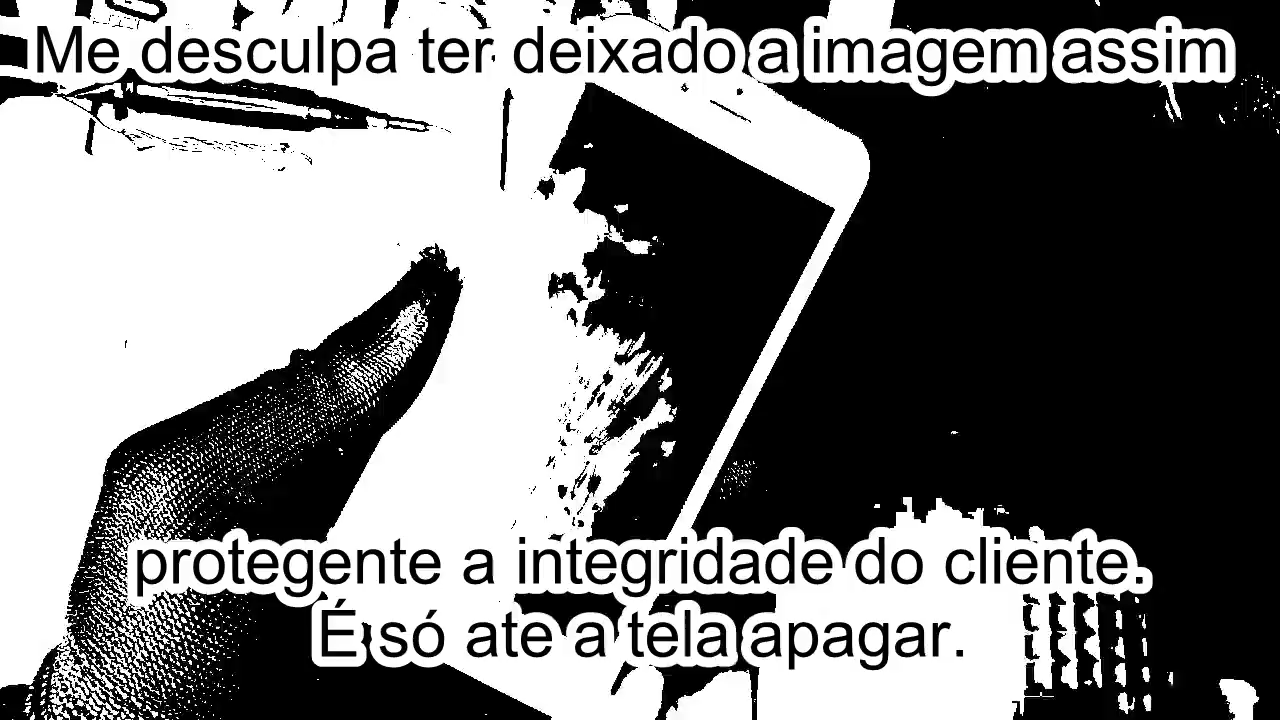 Me desculpa ter deixado a imagem assim
protegente a integridade do cliente.
É só ate a tela apagar.